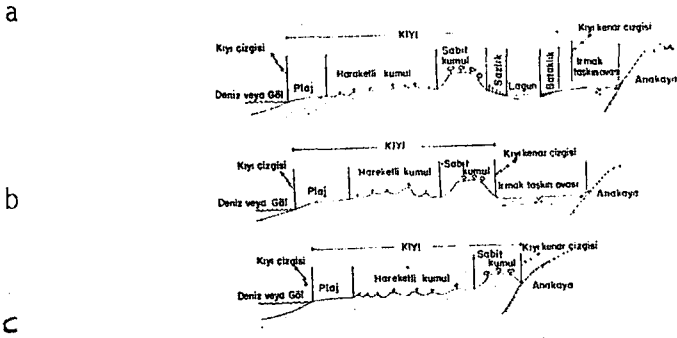 a
KIYI
Kıyı çizgisi
Kıyı kenar çizgisi
Sabit kumul
Deniz veya Göl
Plaj
Hareketli kumul
Sazlık
Lagun
Bataklık
Irmak taşkın ovası
Anakaya
b
KIYI
Kıyı çizgisi
Kıyı kenar çizgisi
Deniz veya Göl
Plaj
Hareketli kumul
Sabit kumul
Irmak taşkın ovası
Anakaya
c
KIYI
Kıyı çizgisi
Sabit kumul
Kıyı kenar çizgisi
Deniz veya Göl
Plaj
Hareketli kumul
Anakaya